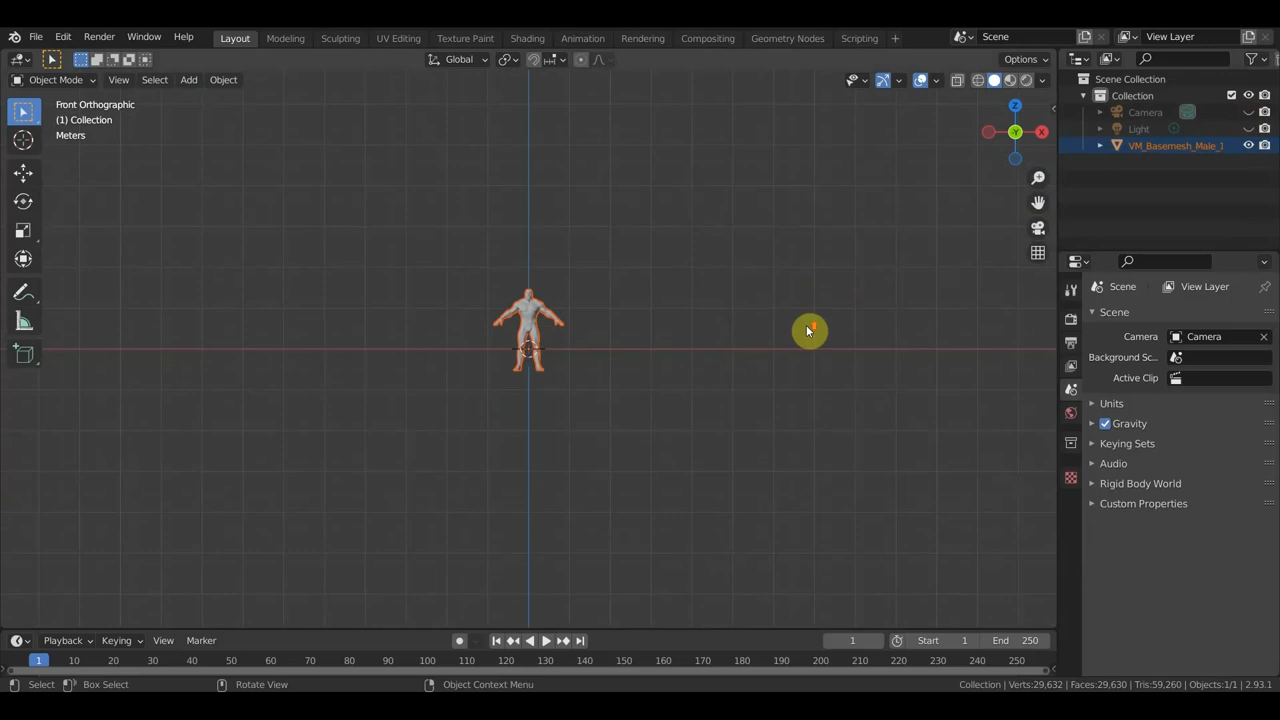 File Edit Render Window Help Layout Modeling Sculpting UV Editing Texture Paint Shading Animation Rendering Compositing Geometry Nodes Scripting + Scene View Layer
Global Options
Object Mode View Select Add Object
Front Orthographic
(1) Collection
Meters
Z
-Y
X
Scene Collection
Collection
Camera
Light
VM_Basemesh_Male_1
Scene View Layer
Scene
Camera Camera
Background Sc...
Active Clip
Units
Gravity
Keying Sets
Audio
Rigid Body World
Custom Properties
Playback Keying View Marker 1 Start 1 End 250
1 10 20 30 40 50 60 70 80 90 100 110 120 130 140 150 160 170 180 190 200 210 220 230 240 250
Select Box Select Rotate View Object Context Menu Collection | Verts:29,632 | Faces:29,630 | Tris:59,260 | Objects:1/1 | 2.93.1